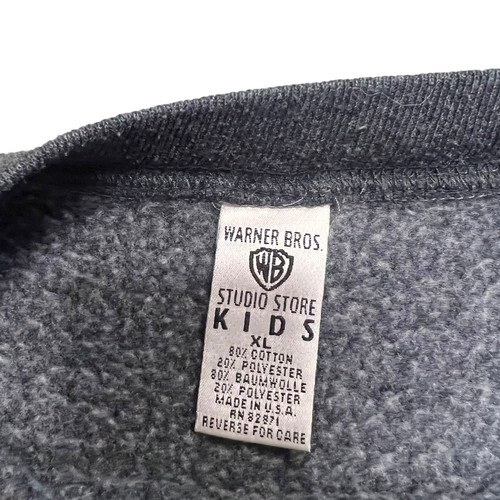 WARNER BROS.
WB
STUDIO STORE
KIDS
XL
80% COTTON
20% POLYESTER
80% BAUMWOLLE
20% POLYESTER
MADE IN U.S.A.
RN 82871
REVERSE FOR CARE